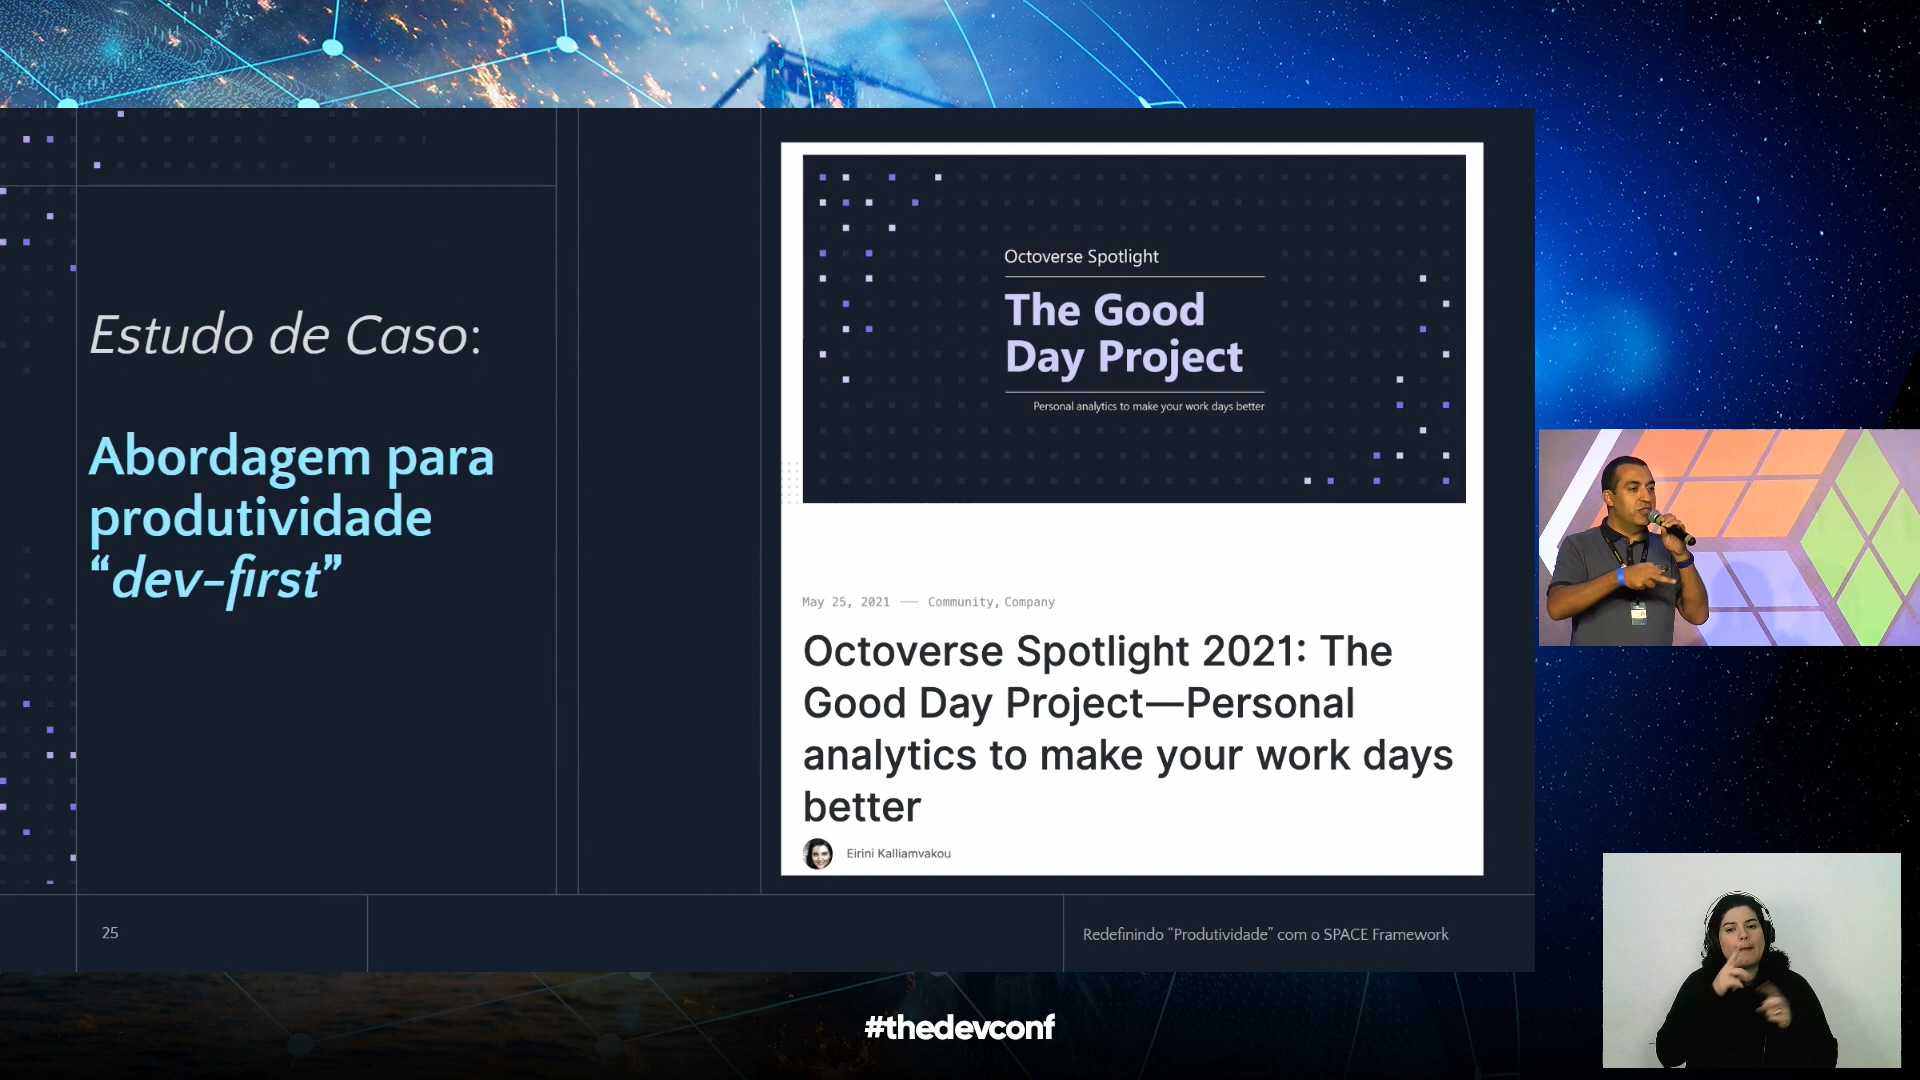 Estudo de Caso:
Abordagem para
produtividade
“dev-first”
Octoverse Spotlight
The Good
Day Project
Personal analytics to make your work days better
May 25, 2021 — Community, Company
Octoverse Spotlight 2021: The
Good Day Project—Personal
analytics to make your work days
better
Eirini Kalliamvakou
25
Redefinindo “Produtividade” com o SPACE Framework
#thedevconf